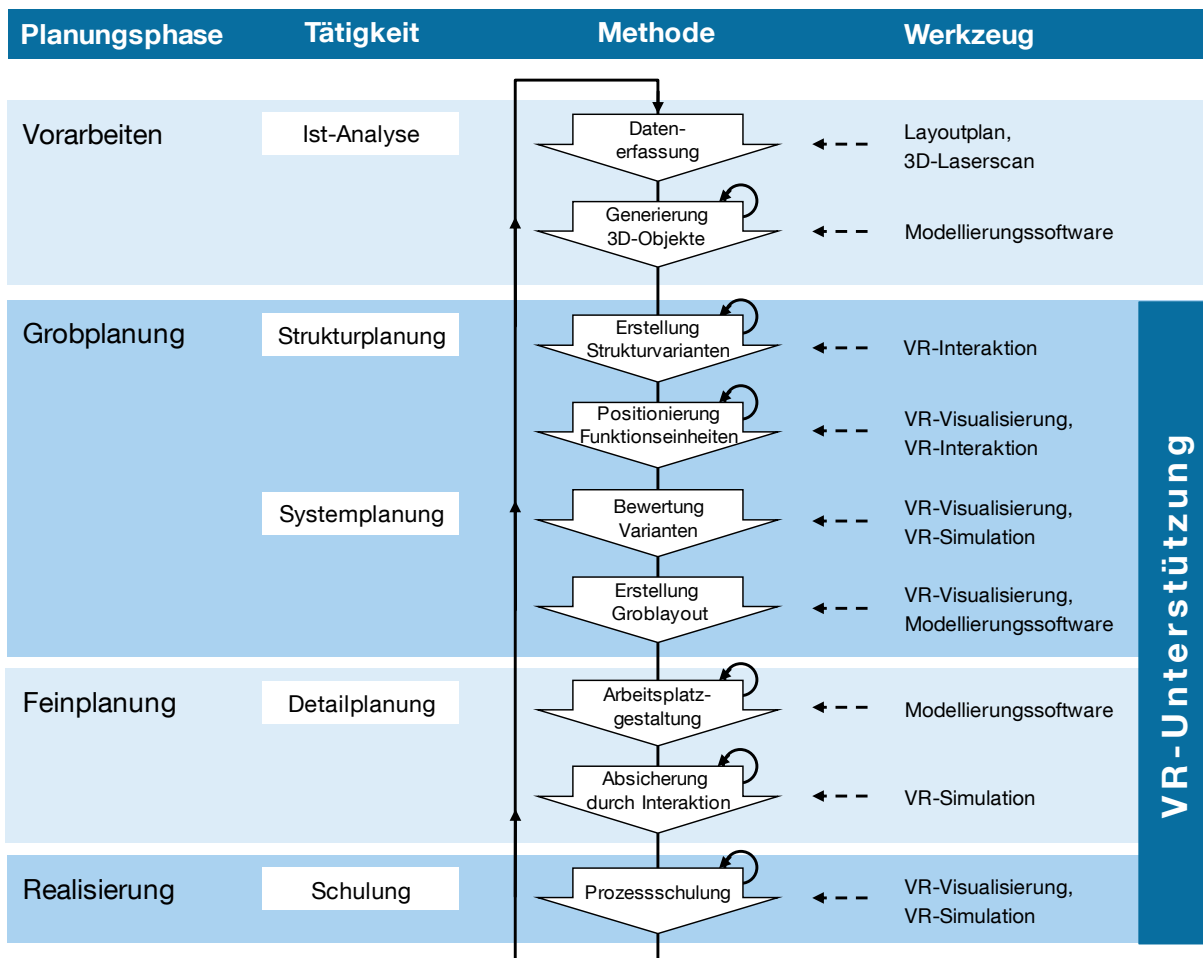 Planungsphase Tätigkeit Methode Werkzeug
Vorarbeiten
Ist-Analyse
Daten-
erfassung
Layoutplan,
3D-Laserscan
Generierung
3D-Objekte
Modellierungssoftware
Grobplanung
Strukturplanung
Erstellung
Strukturvarianten
VR-Interaktion
Positionierung
Funktionseinheiten
VR-Visualisierung,
VR-Interaktion
Systemplanung
Bewertung
Varianten
VR-Visualisierung,
VR-Simulation
Erstellung
Groblayout
VR-Visualisierung,
Modellierungssoftware
Feinplanung
Detailplanung
Arbeitsplatz-
gestaltung
Modellierungssoftware
Absicherung
durch Interaktion
VR-Simulation
Realisierung
Schulung
Prozessschulung
VR-Visualisierung,
VR-Simulation
VR-Unterstützung